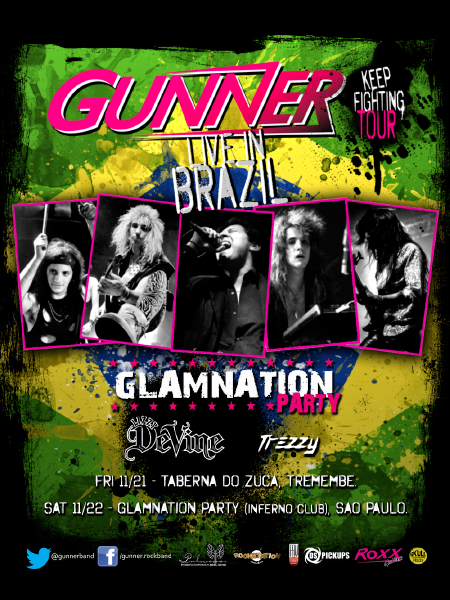 GUNNER
KEEP
FIGHTING
TOUR
LIVE IN
BRAZIL
GLAMNATION
PARTY
DeVine
Trezzy
FRI 11/21 - TABERNA DO ZUCA, TREMEMBE.
SAT 11/22 - GLAMNATION PARTY (INFERNO CLUB), SAO PAULO.
@gunnerband
/gunner.rockband
DS PICKUPS
ROXX